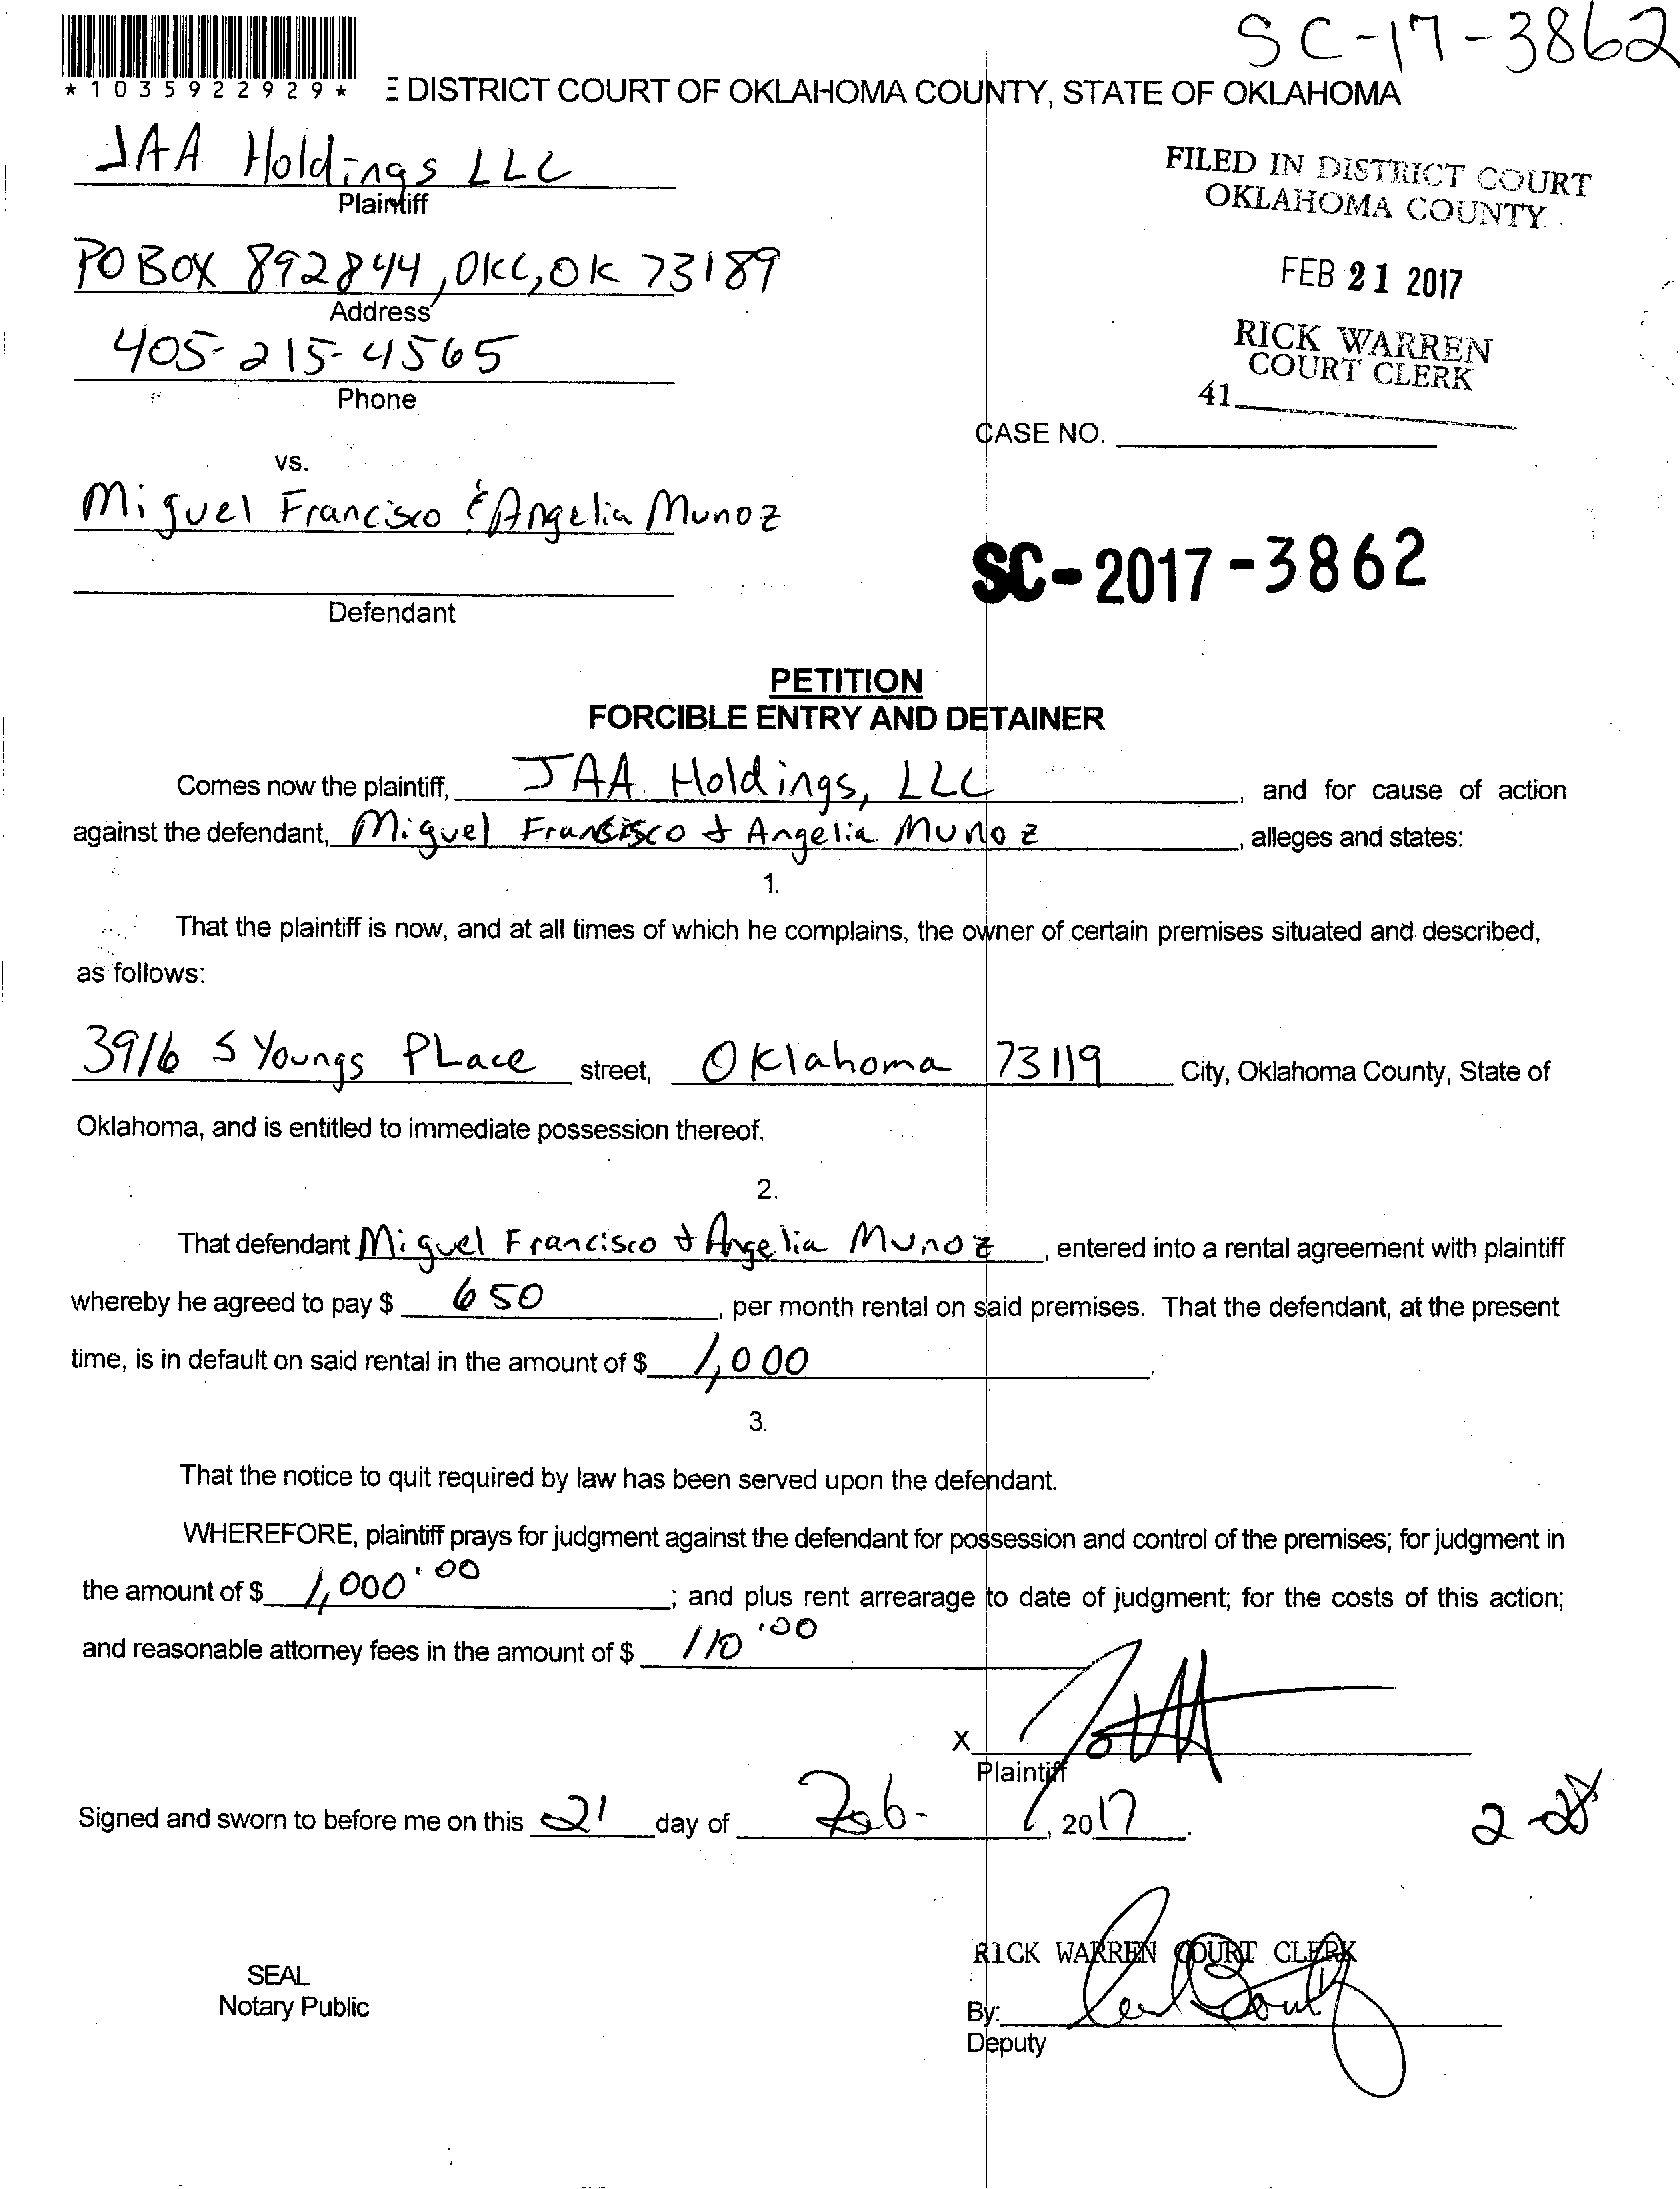 SC-17-3862
*1035922929*
E DISTRICT COURT OF OKLAHOMA COUNTY, STATE OF OKLAHOMA
JAA Holdings LLC
Plaintiff
FILED IN DISTRICT COURT
OKLAHOMA COUNTY
PO BOX 892844, OKC, OK 73189
Address
FEB 21 2017
405-215-4565
Phone
RICK WARREN
COURT CLERK
41
CASE NO.
vs.
Miguel Francisco & Angelia Munoz
Defendant
SC-2017-3862
PETITION
FORCIBLE ENTRY AND DETAINER
Comes now the plaintiff, JAA Holdings, LLC, and for cause of action
against the defendant, Miguel Francisco & Angelia Munoz, alleges and states:
1.
That the plaintiff is now, and at all times of which he complains, the owner of certain premises situated and described,
as follows:
3916 S Youngs PLace street, Oklahoma 73119 City, Oklahoma County, State of
Oklahoma, and is entitled to immediate possession thereof.
2.
That defendant Miguel Francisco & Angelia Munoz, entered into a rental agreement with plaintiff
whereby he agreed to pay $ 650, per month rental on said premises. That the defendant, at the present
time, is in default on said rental in the amount of $ 1,000.
3.
That the notice to quit required by law has been served upon the defendant.
WHEREFORE, plaintiff prays for judgment against the defendant for possession and control of the premises; for judgment in
the amount of $ 1,000.00; and plus rent arrearage to date of judgment; for the costs of this action;
and reasonable attorney fees in the amount of $ 110.00
X
Plaintiff
Signed and sworn to before me on this 21 day of Feb-, 2017.
2-28
RICK WARREN COURT CLERK
SEAL
Notary Public
By:
Deputy